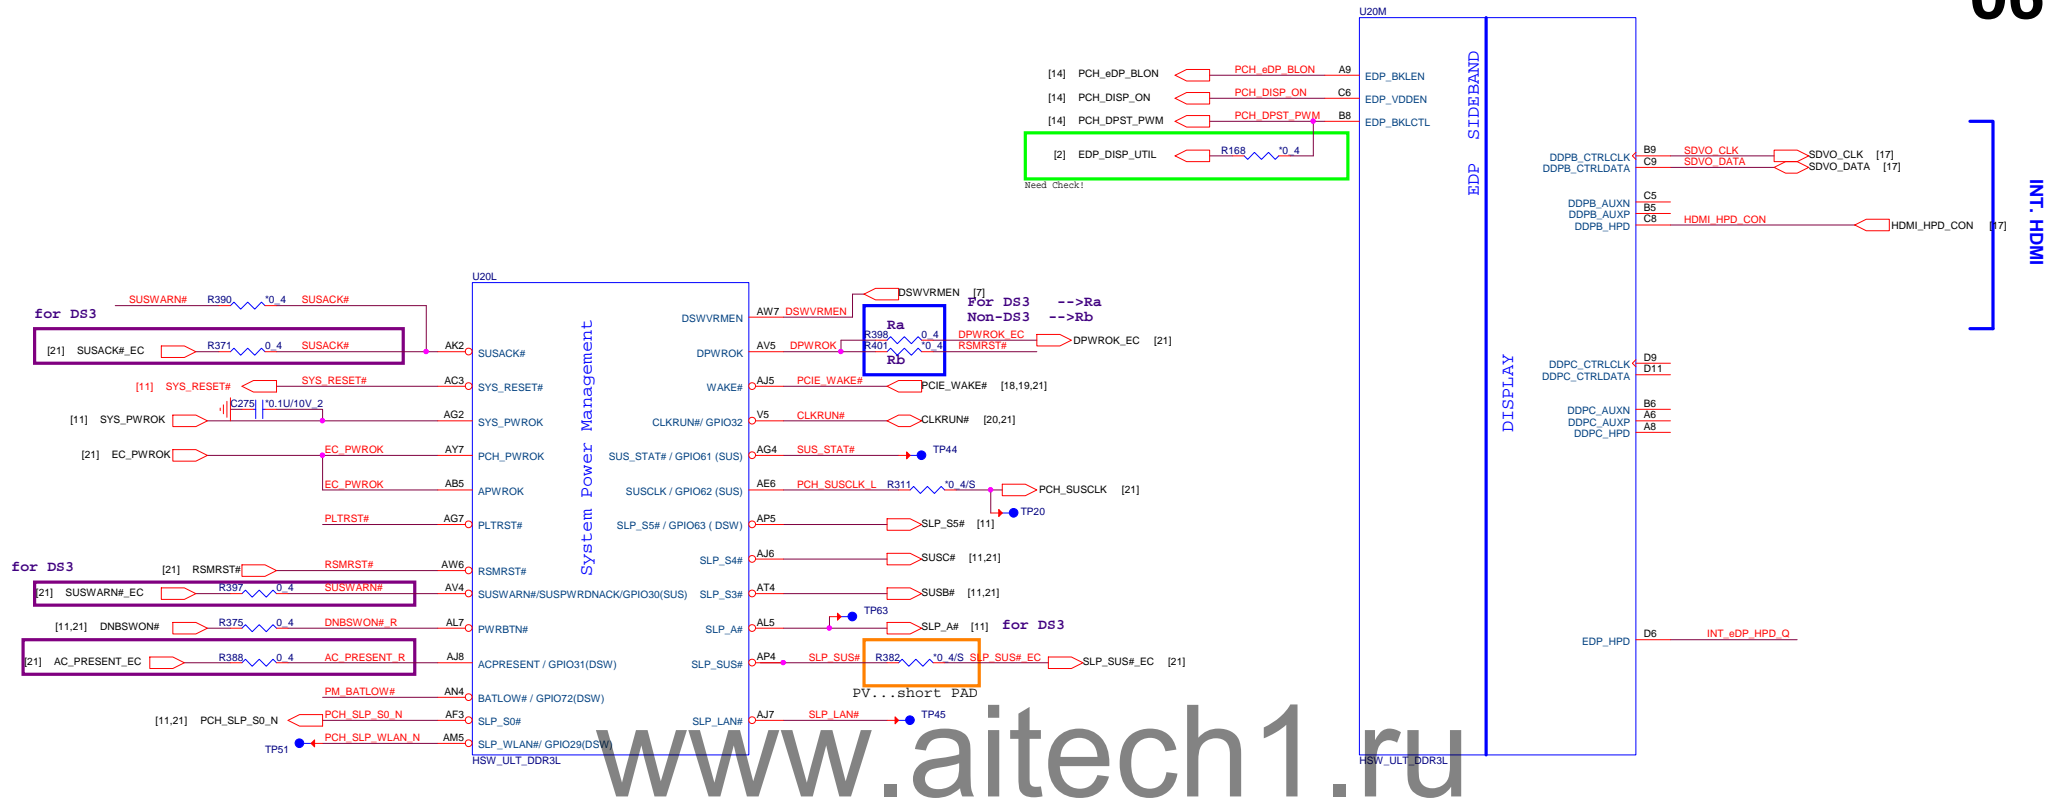 06
U20M
[14] PCH_eDP_BLON PCH_eDP_BLON A9 EDP_BKLEN
[14] PCH_DISP_ON PCH_DISP_ON C6 EDP_VDDEN
[14] PCH_DPST_PWM PCH_DPST_PWM B8 EDP_BKLCTL
[2] EDP_DISP_UTIL R168 *0_4
Need Check!
EDP SIDEBAND
DISPLAY
DDPB_CTRLCLK B9 SDVO_CLK SDVO_CLK [17]
DDPB_CTRLDATA C9 SDVO_DATA SDVO_DATA [17]
DDPB_AUXN C5
DDPB_AUXP B5
DDPB_HPD C8 HDMI_HPD_CON HDMI_HPD_CON [17]
INT. HDMI
DDPC_CTRLCLK D9
DDPC_CTRLDATA D11
DDPC_AUXN B6
DDPC_AUXP A6
DDPC_HPD A8
EDP_HPD D6 INT_eDP_HPD_Q
HSW_ULT_DDR3L
U20L
System Power Management
SUSWARN# R390 *0_4 SUSACK#
for DS3
[21] SUSACK#_EC R371 0_4 SUSACK# AK2 SUSACK#
[11] SYS_RESET# SYS_RESET# AC3 SYS_RESET#
C275 *0.1U/10V_2
[11] SYS_PWROK AG2 SYS_PWROK
[21] EC_PWROK EC_PWROK AY7 PCH_PWROK
EC_PWROK AB5 APWROK
PLTRST# AG7 PLTRST#
for DS3
[21] RSMRST# RSMRST# AW6 RSMRST#
[21] SUSWARN#_EC R397 0_4 SUSWARN# AV4 SUSWARN#/SUSPWRDNACK/GPIO30(SUS)
[11,21] DNBSWON# R375 0_4 DNBSWON#_R AL7 PWRBTN#
[21] AC_PRESENT_EC R388 0_4 AC_PRESENT_R AJ8 ACPRESENT / GPIO31(DSW)
PM_BATLOW# AN4 BATLOW# / GPIO72(DSW)
[11,21] PCH_SLP_S0_N PCH_SLP_S0_N AF3 SLP_S0#
TP51 PCH_SLP_WLAN_N AM5 SLP_WLAN#/ GPIO29(DSW)
HSW_ULT_DDR3L
DSWVRMEN AW7 DSWVRMEN DSWVRMEN [7]
For DS3 -->Ra
Non-DS3 -->Rb
Ra
R398 0_4 DPWROK_EC DPWROK_EC [21]
DPWROK AV5 DPWROK R401 *0_4 RSMRST#
Rb
WAKE# AJ5 PCIE_WAKE# PCIE_WAKE# [18,19,21]
CLKRUN#/ GPIO32 V5 CLKRUN# CLKRUN# [20,21]
SUS_STAT# / GPIO61 (SUS) AG4 SUS_STAT# TP44
SUSCLK / GPIO62 (SUS) AE6 PCH_SUSCLK_L R311 *0_4/S PCH_SUSCLK [21]
TP20
SLP_S5# / GPIO63 ( DSW) AP5 SLP_S5# [11]
SLP_S4# AJ6 SUSC# [11,21]
SLP_S3# AT4 SUSB# [11,21]
TP63
SLP_A# AL5 SLP_A# [11] for DS3
SLP_SUS# AP4 SLP_SUS# R382 *0_4/S SLP_SUS#_EC SLP_SUS#_EC [21]
PV...short PAD
SLP_LAN# AJ7 SLP_LAN# TP45
www.aitech1.ru